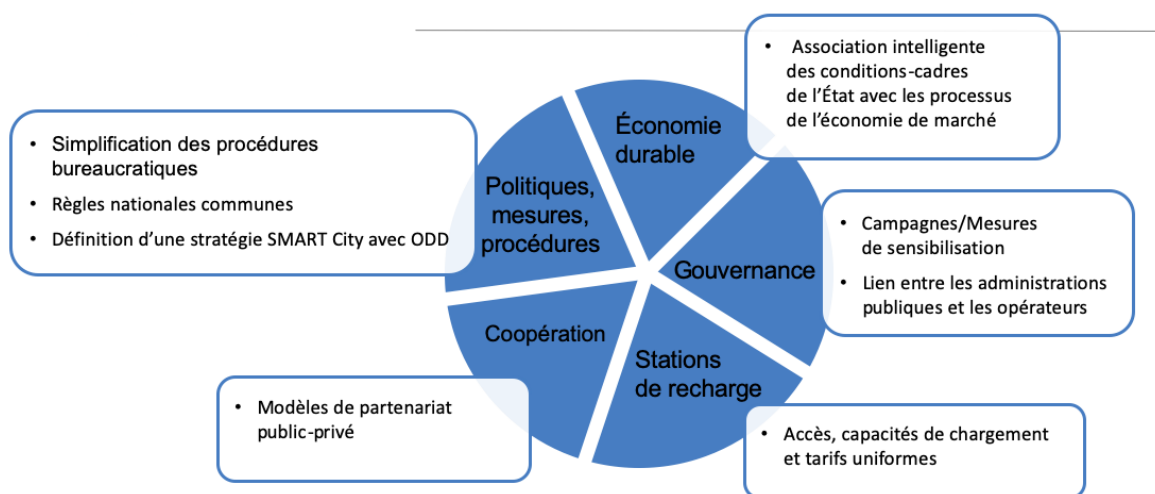 • Association intelligente
des conditions-cadres
de l’État avec les processus
de l’économie de marché
Économie
durable
• Simplification des procédures
bureaucratiques
• Règles nationales communes
• Définition d’une stratégie SMART City avec ODD
Politiques,
mesures,
procédures
Gouvernance
• Campagnes/Mesures
de sensibilisation
• Lien entre les administrations
publiques et les opérateurs
Coopération
Stations
de recharge
• Modèles de partenariat
public-privé
• Accès, capacités de chargement
et tarifs uniformes